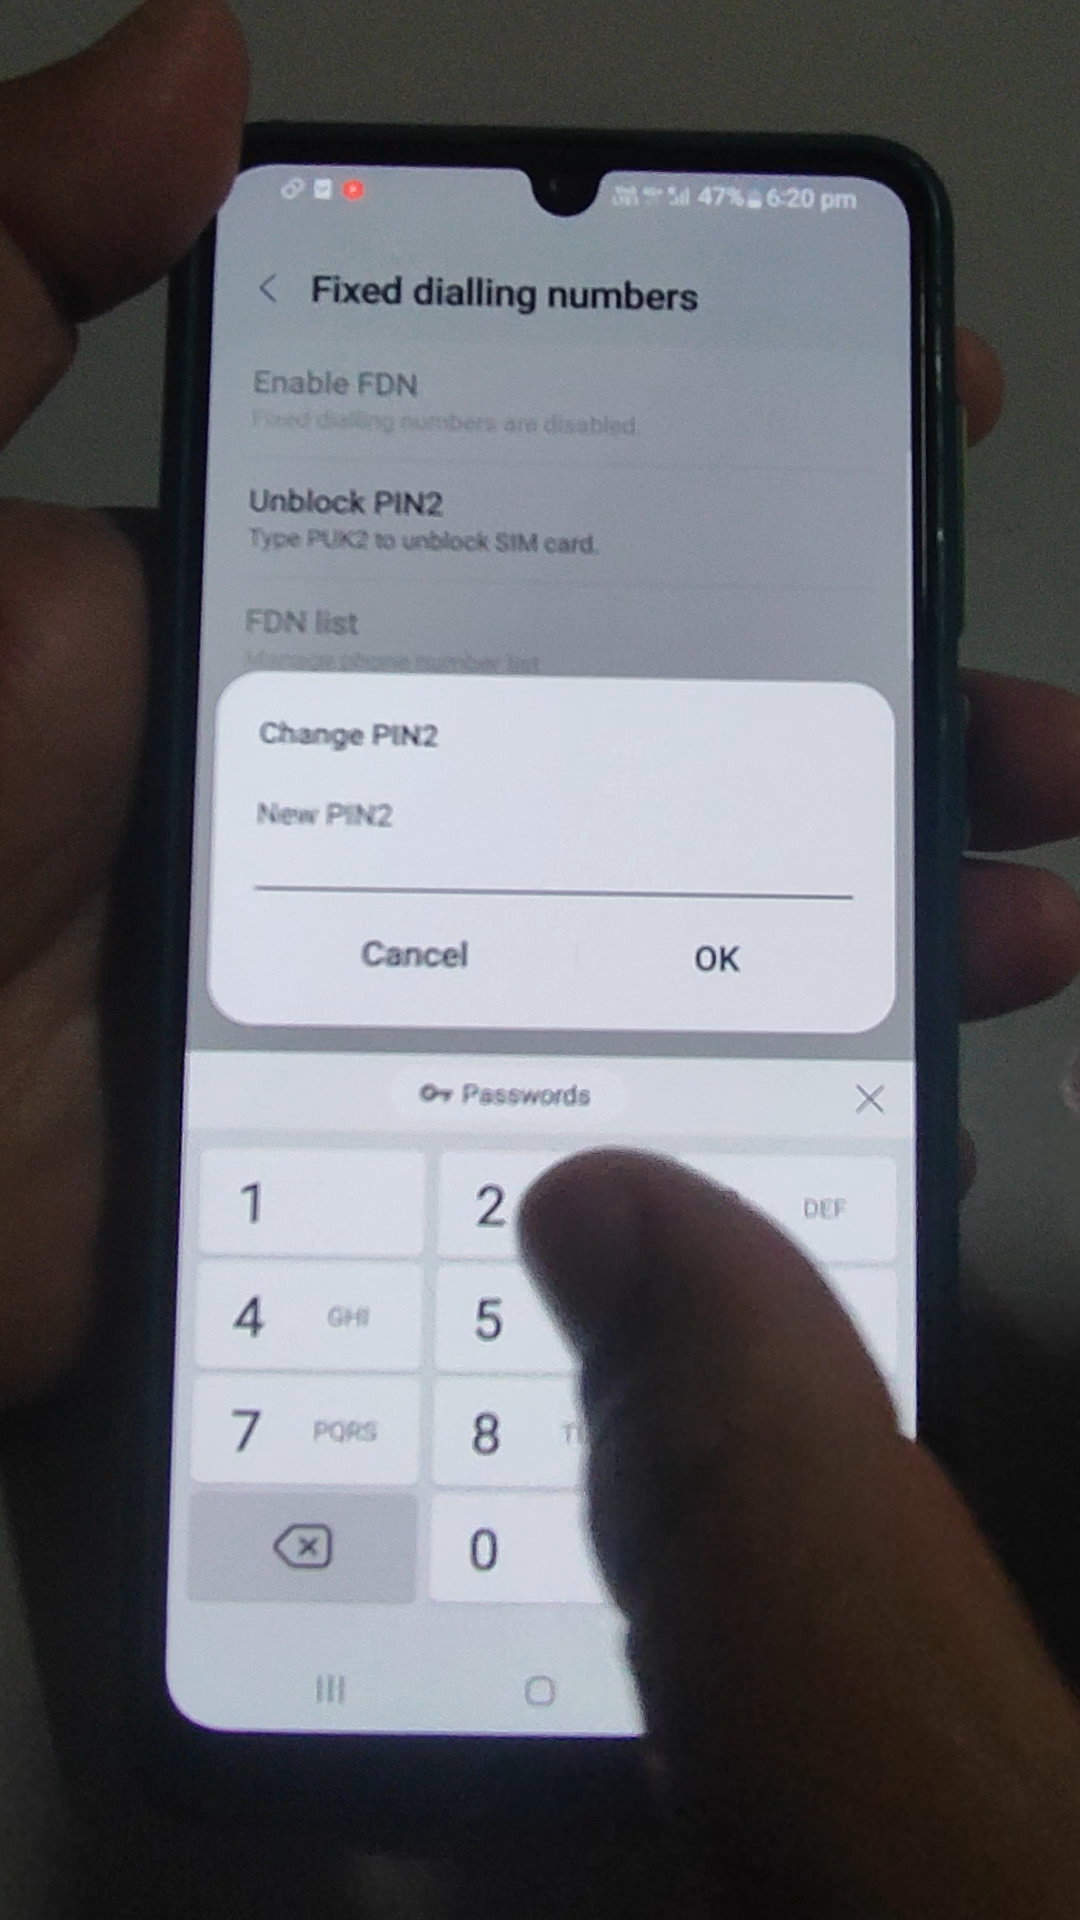 47% 6:20 pm
Fixed dialling numbers
Enable FDN
Fixed dialling numbers are disabled
Unblock PIN2
Type PUK2 to unblock SIM card.
FDN list
Manage phone number list
Change PIN2
New PIN2
Cancel OK
Passwords
1 2 DEF
4 GHI 5
7 PQRS 8 T
0